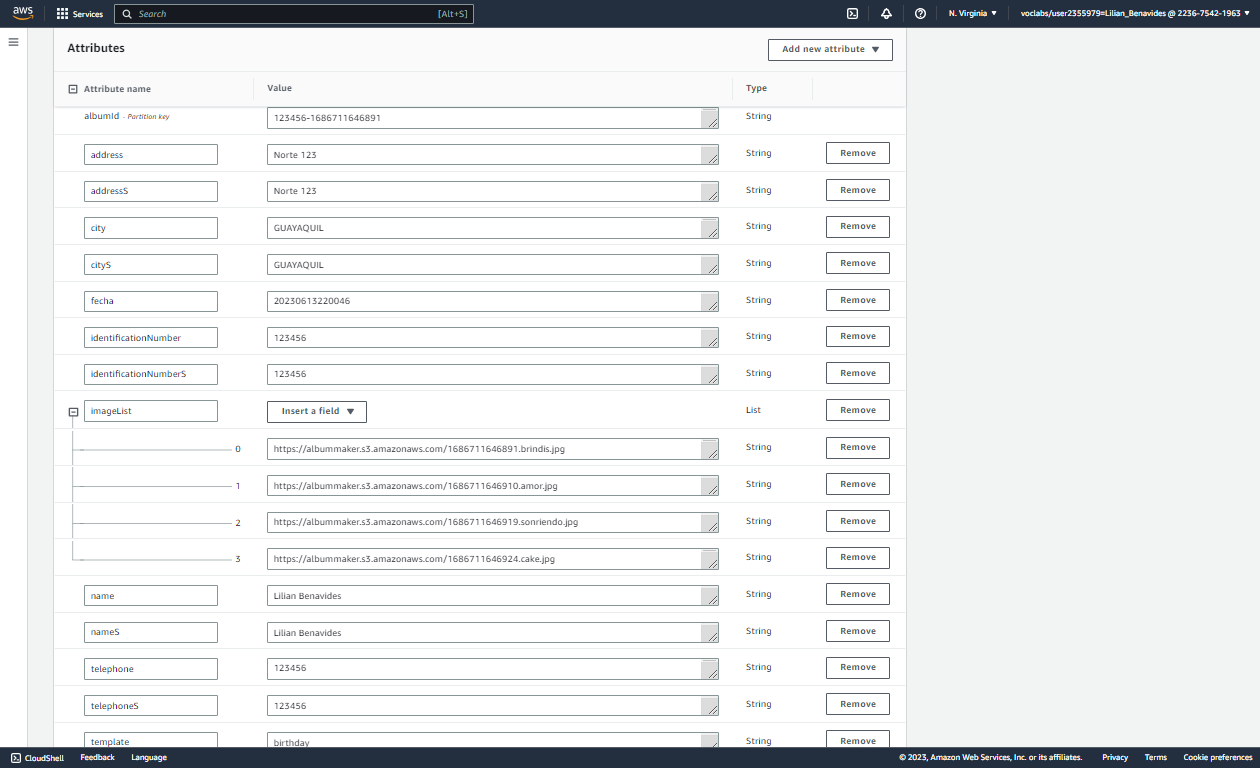 aws Services Search [Alt+S] N. Virginia voclabs/user2355979=Lilian_Benavides @ 2236-7542-1963
Attributes Add new attribute
Attribute name Value Type
albumId - Partition key 123456-1686711646891 String
address Norte 123 String Remove
addressS Norte 123 String Remove
city GUAYAQUIL String Remove
cityS GUAYAQUIL String Remove
fecha 20230613220046 String Remove
identificationNumber 123456 String Remove
identificationNumberS 123456 String Remove
imageList Insert a field List Remove
0 https://albummaker.s3.amazonaws.com/1686711646891.brindis.jpg String Remove
1 https://albummaker.s3.amazonaws.com/1686711646910.amor.jpg String Remove
2 https://albummaker.s3.amazonaws.com/1686711646919.sonriendo.jpg String Remove
3 https://albummaker.s3.amazonaws.com/1686711646924.cake.jpg String Remove
name Lilian Benavides String Remove
nameS Lilian Benavides String Remove
telephone 123456 String Remove
telephoneS 123456 String Remove
template birthday String Remove
CloudShell Feedback Language © 2023, Amazon Web Services, Inc. or its affiliates. Privacy Terms Cookie preferences